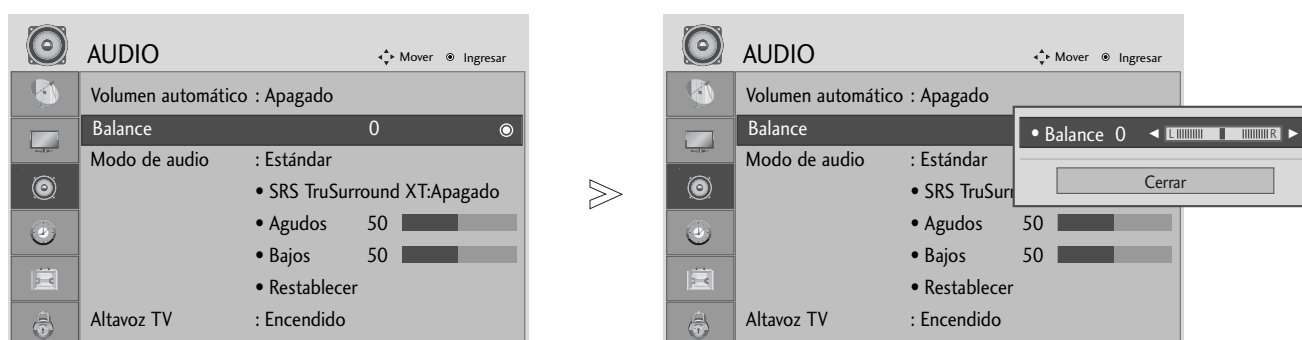 AUDIO Mover Ingresar
Volumen automático : Apagado
Balance 0
Modo de audio : Estándar
• SRS TruSurround XT:Apagado
• Agudos 50
• Bajos 50
• Restablecer
Altavoz TV : Encendido
AUDIO Mover Ingresar
Volumen automático : Apagado
Balance
• Balance 0 L R
Modo de audio : Estándar
• SRS TruSurr
Cerrar
• Agudos 50
• Bajos 50
• Restablecer
Altavoz TV : Encendido